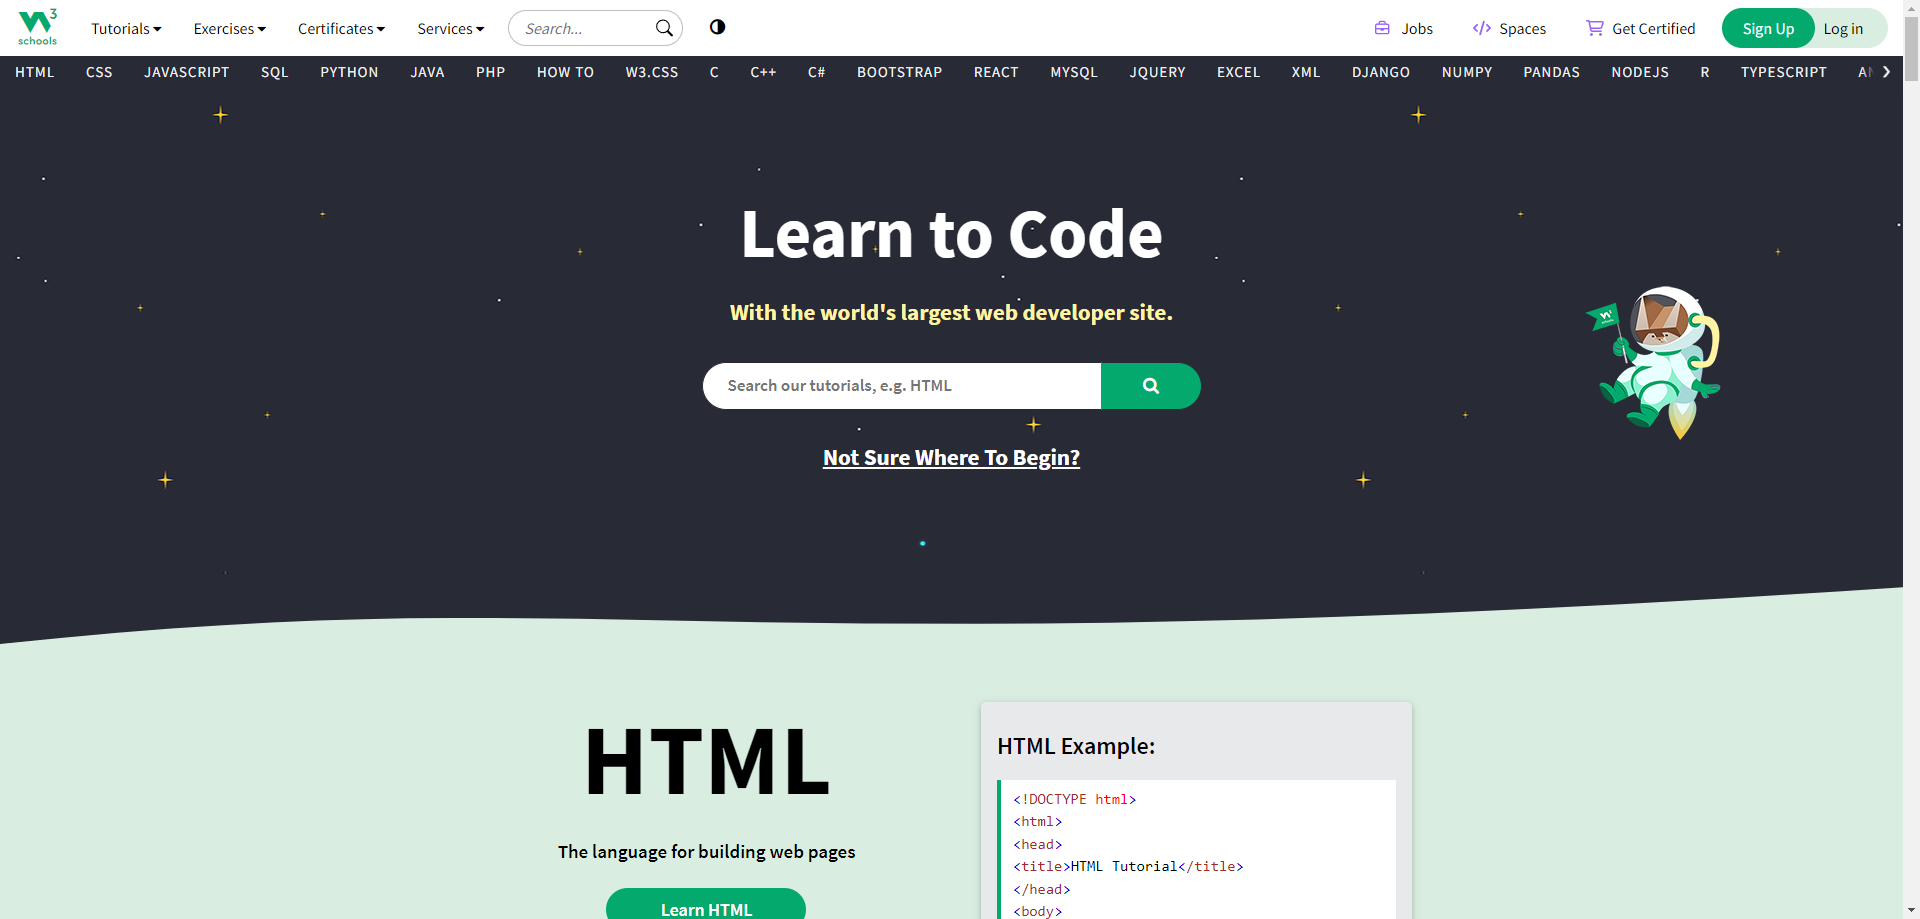 W3 schools
Tutorials Exercises Certificates Services Search... Jobs Spaces Get Certified Sign Up Log in
HTML CSS JAVASCRIPT SQL PYTHON JAVA PHP HOW TO W3.CSS C C++ C# BOOTSTRAP REACT MYSQL JQUERY EXCEL XML DJANGO NUMPY PANDAS NODEJS R TYPESCRIPT
Learn to Code
With the world's largest web developer site.
Search our tutorials, e.g. HTML
Not Sure Where To Begin?
HTML
The language for building web pages
Learn HTML
HTML Example:
<!DOCTYPE html>
<html>
<head>
<title>HTML Tutorial</title>
</head>
<body>